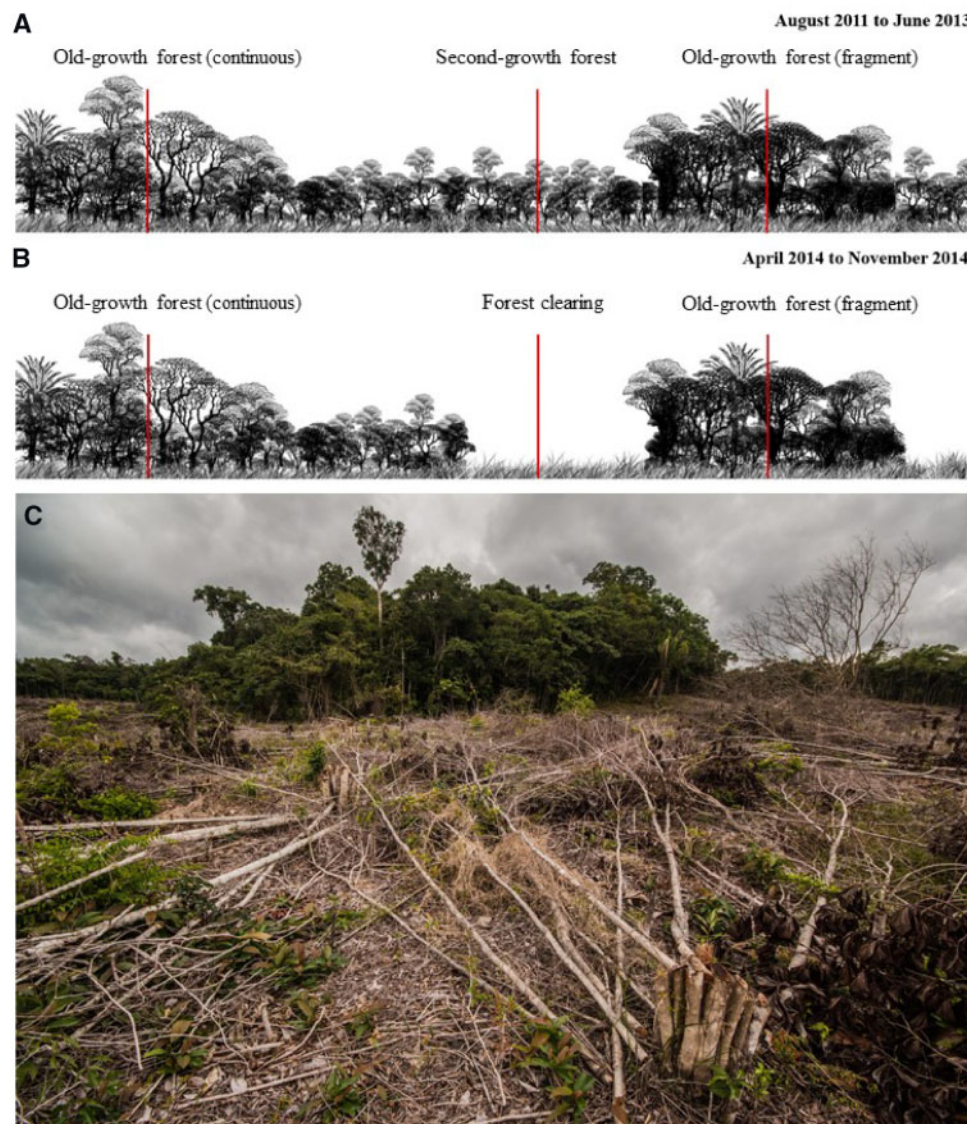 A
August 2011 to June 2013
Old-growth forest (continuous)
Second-growth forest
Old-growth forest (fragment)
B
April 2014 to November 2014
Old-growth forest (continuous)
Forest clearing
Old-growth forest (fragment)
C